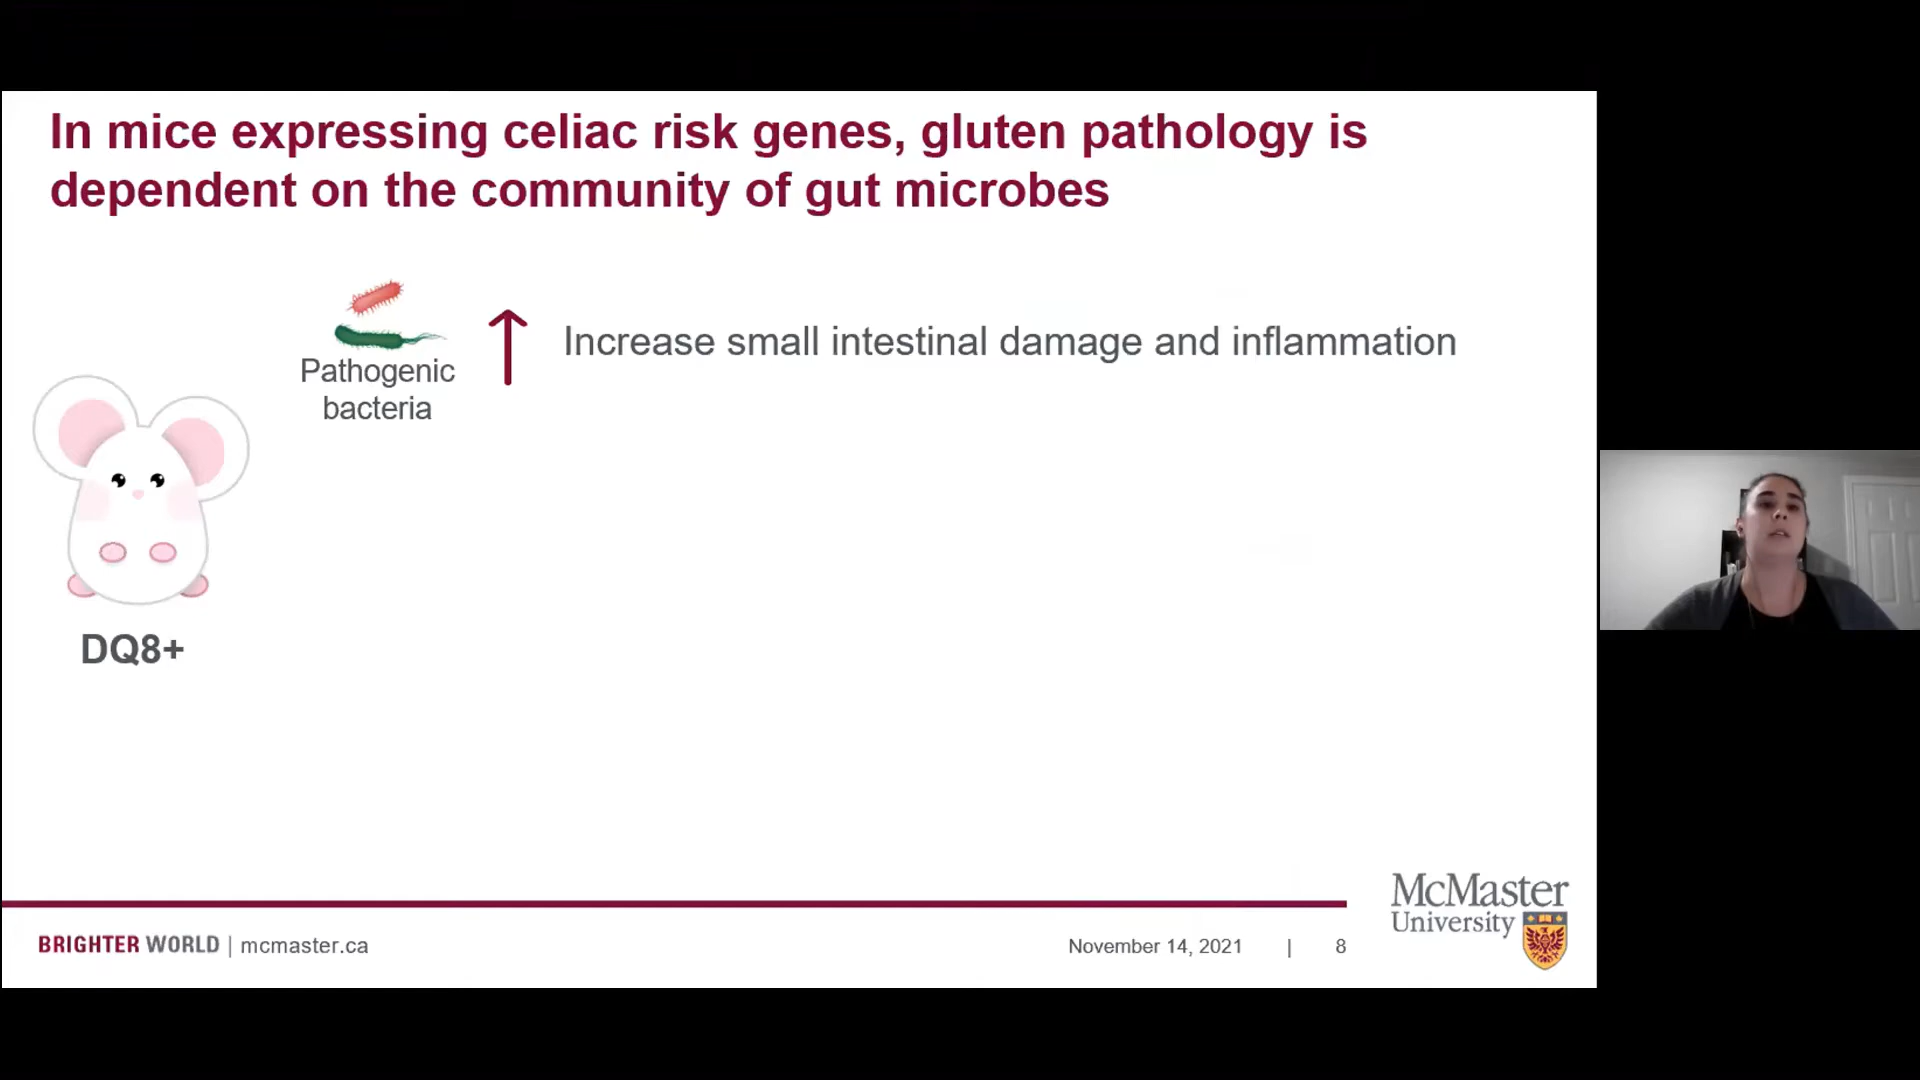 In mice expressing celiac risk genes, gluten pathology is
dependent on the community of gut microbes
Increase small intestinal damage and inflammation
Pathogenic
bacteria
DQ8+
BRIGHTER WORLD | mcmaster.ca
November 14, 2021 | 8
McMaster
University